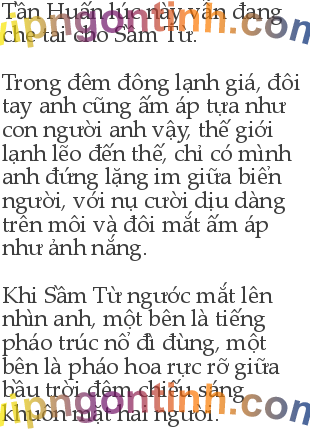 Tần Huấn lúc này vẫn đang
che tai cho Sầm Từ.
Trong đêm đông lạnh giá, đôi
tay anh cũng ấm áp tựa như
con người anh vậy, thế giới
lạnh lẽo đến thế, chỉ có mình
anh đứng lặng im giữa biển
người, với nụ cười dịu dàng
trên môi và đôi mắt ấm áp
như ảnh nắng.
Khi Sầm Từ ngước mắt lên
nhìn anh, một bên là tiếng
pháo trúc nổ đì đùng, một
bên là pháo hoa rực rỡ giữa
bầu trời đêm chiếu sáng
khuôn mặt hai người.
vipngontinh.com
vipngontinh.com